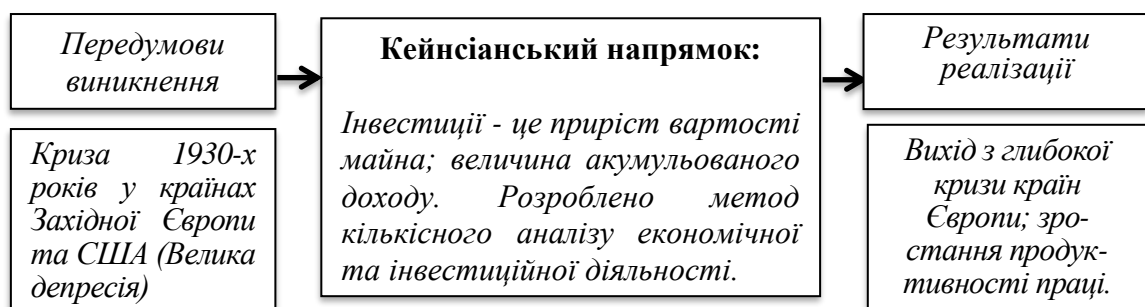 Передумови
виникнення
Криза 1930-х
років у країнах
Західної Європи
та США (Велика
депресія)
Кейнсіанський напрямок:
Інвестиції - це приріст вартості
майна; величина акумульованого
доходу. Розроблено метод
кількісного аналізу економічної
та інвестиційної діяльності.
Результати
реалізації
Вихід з глибокої
кризи країн
Європи; зро-
стання продук-
тивності праці.